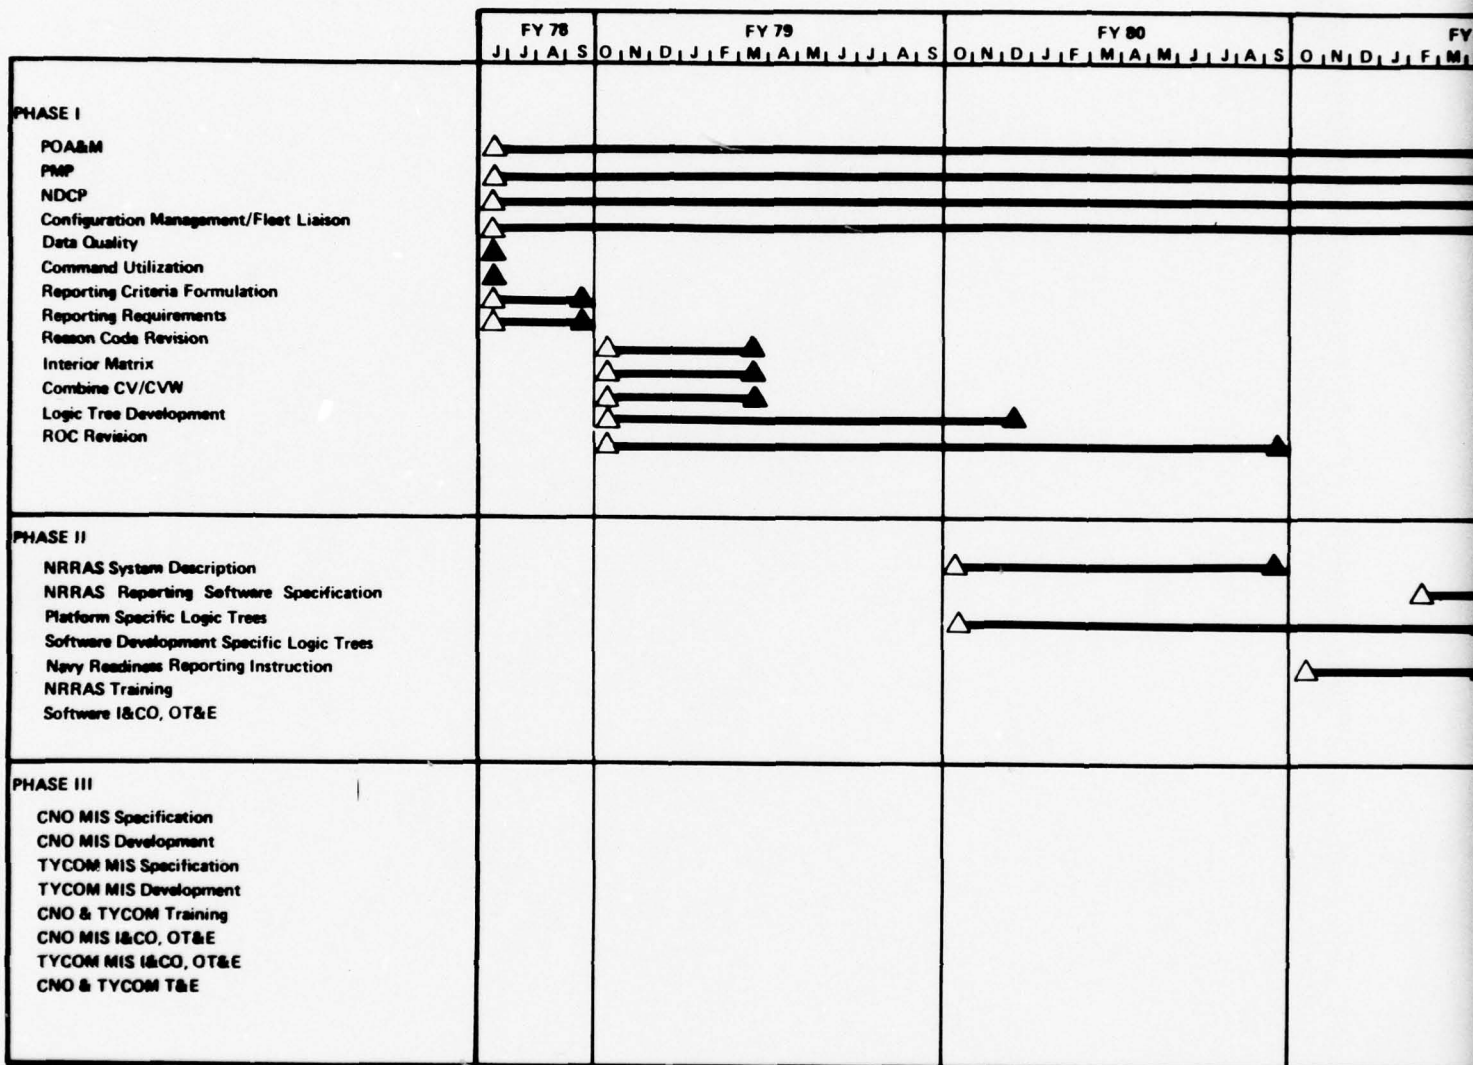 FY 78 FY 79 FY 80 FY
J J A S O N D J F M A M J J A S O N D J F M A M J J A S O N D J F M
PHASE I
POA&M
PMP
NDCP
Configuration Management/Fleet Liaison
Data Quality
Command Utilization
Reporting Criteria Formulation
Reporting Requirements
Reason Code Revision
Interior Matrix
Combine CV/CVW
Logic Tree Development
ROC Revision
PHASE II
NRRAS System Description
NRRAS Reporting Software Specification
Platform Specific Logic Trees
Software Development Specific Logic Trees
Navy Readiness Reporting Instruction
NRRAS Training
Software I&CO, OT&E
PHASE III
CNO MIS Specification
CNO MIS Development
TYCOM MIS Specification
TYCOM MIS Development
CNO & TYCOM Training
CNO MIS I&CO, OT&E
TYCOM MIS I&CO, OT&E
CNO & TYCOM T&E